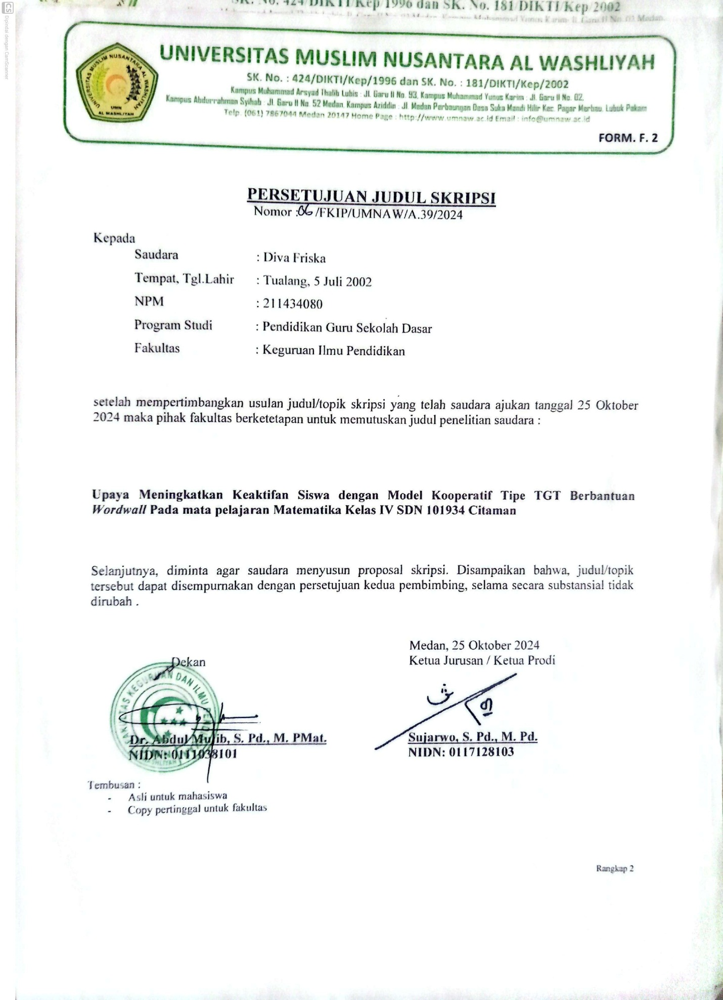 SK. No. 424/DIKTI/Kep/1996 dan SK. No. 181/DIKTI/Kep/2002
CS Dipindai dengan CamScanner
UNIVERSITAS MUSLIM NUSANTARA AL WASHLIYAH
UMN
AL WASHLIYAH
UNIVERSITAS MUSLIM NUSANTARA AL WASHLIYAH
SK. No. : 424/DIKTI/Kep/1996 dan SK. No. : 181/DIKTI/Kep/2002
Kampus Muhammad Arsyad Thalib Lubis : Jl. Garu II No. 93, Kampus Muhammad Yunus Karim : Jl. Garu II No. 02,
Kampus Abdurrahman Syihab : Jl. Garu II No. 52 Medan, Kampus Aziddin : Jl. Medan Perbaungan Desa Suka Mandi Hilir Kec. Pagar Merbau, Lubuk Pakam
Telp. (061) 7867044 Medan 20147 Home Page : http://www.umnaw.ac.id Email : info@umnaw.ac.id
FORM. F. 2
PERSETUJUAN JUDUL SKRIPSI
Nomor :06/FKIP/UMNAW/A.39/2024
Kepada
Saudara : Diva Friska
Tempat, Tgl.Lahir : Tualang, 5 Juli 2002
NPM : 211434080
Program Studi : Pendidikan Guru Sekolah Dasar
Fakultas : Keguruan Ilmu Pendidikan
setelah mempertimbangkan usulan judul/topik skripsi yang telah saudara ajukan tanggal 25 Oktober
2024 maka pihak fakultas berketetapan untuk memutuskan judul penelitian saudara :
Upaya Meningkatkan Keaktifan Siswa dengan Model Kooperatif Tipe TGT Berbantuan
Wordwall Pada mata pelajaran Matematika Kelas IV SDN 101934 Citaman
Selanjutnya, diminta agar saudara menyusun proposal skripsi. Disampaikan bahwa, judul/topik
tersebut dapat disempurnakan dengan persetujuan kedua pembimbing, selama secara substansial tidak
dirubah .
Medan, 25 Oktober 2024
Dekan
Ketua Jurusan / Ketua Prodi
Dr. Abdul Mujib, S. Pd., M. PMat.
NIDN: 0111038101
Sujarwo, S. Pd., M. Pd.
NIDN: 0117128103
Tembusan :
- Asli untuk mahasiswa
- Copy pertinggal untuk fakultas
Rangkap 2